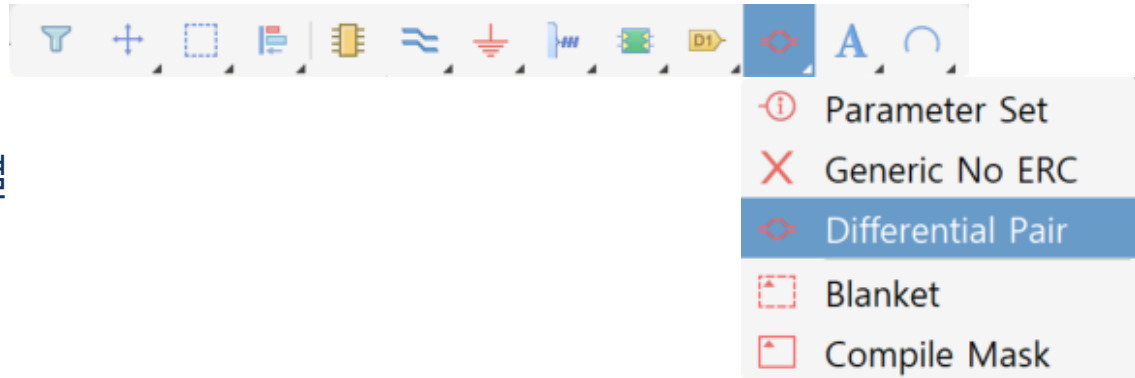 D1
A
Parameter Set
Generic No ERC
Differential Pair
Blanket
Compile Mask